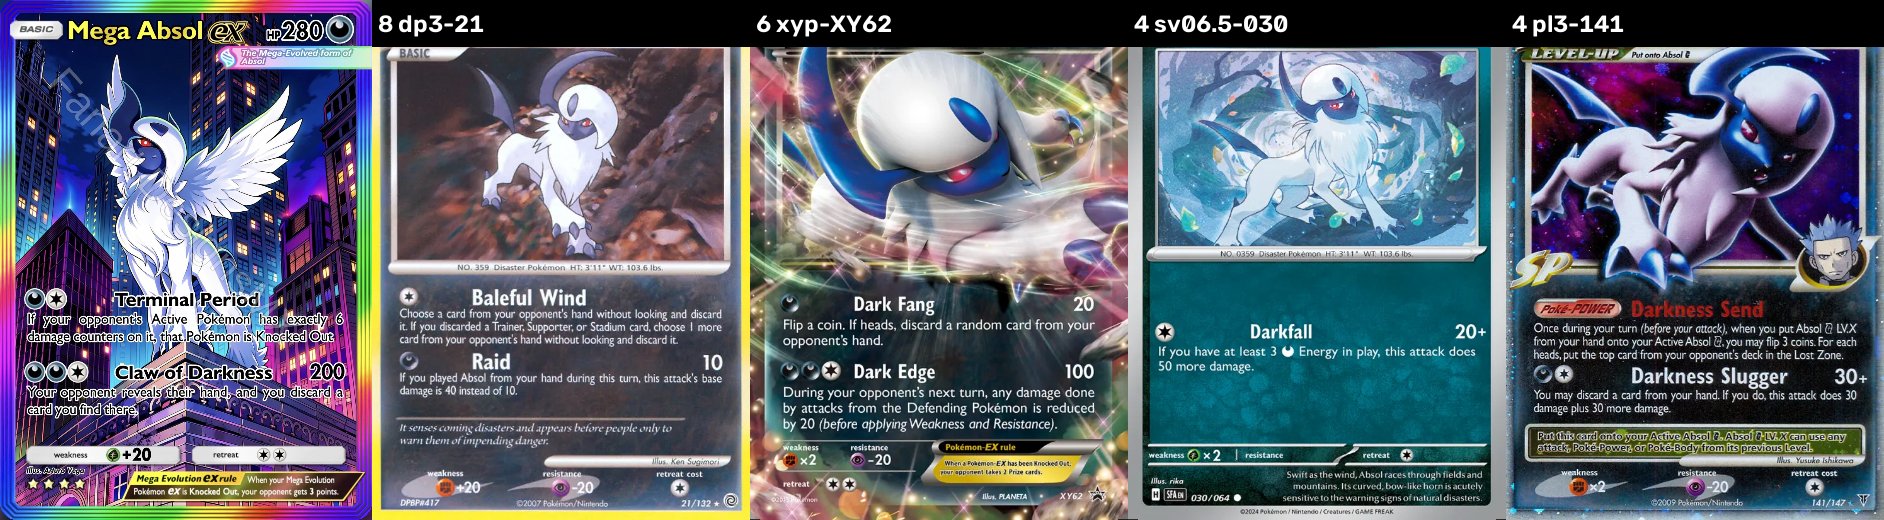 BASIC Mega Absol ex HP 280
The Mega-Evolved form of
Absol
Terminal Period
If your opponent's Active Pokémon has exactly 6
damage counters on it, that Pokémon is Knocked Out
Claw of Darkness 200
Your opponent reveals their hand, and you discard a
card you find there.
weakness +20 retreat
Mega Evolution ex rule When your Mega Evolution
Pokémon ex is Knocked Out, your opponent gets 3 points.
8 dp3-21
BASIC
NO. 359 Disaster Pokémon HT: 3'11" WT: 103.6 lbs.
Baleful Wind
Choose a card from your opponent's hand without looking and discard
it. If you discarded a Trainer, Supporter, or Stadium card, choose 1 more
card from your opponent's hand without looking and discard it.
Raid 10
If you played Absol from your hand during this turn, this attack's base
damage is 40 instead of 10.
It senses coming disasters and appears before people only to
warn them of impending danger.
Illus. Ken Sugimori
weakness resistance retreat cost
+20 -20
DPBP#417 ©2007 Pokémon/Nintendo 21/132
6 xyp-XY62
Dark Fang 20
Flip a coin. If heads, discard a random card from your
opponent's hand.
Dark Edge 100
During your opponent's next turn, any damage done
by attacks from the Defending Pokémon is reduced
by 20 (before applying Weakness and Resistance).
weakness resistance
×2 -20
retreat
Pokémon-EX rule
When a Pokémon-EX has been Knocked Out,
your opponent takes 2 Prize cards.
Illus. PLANETA XY62
4 sv06.5-030
NO. 0359 Disaster Pokémon HT: 3'11" WT: 103.6 lbs.
Darkfall 20+
If you have at least 3 Energy in play, this attack does
50 more damage.
weakness ×2 resistance retreat
Illus. rika
H SFA EN 030/064
Swift as the wind, Absol races through fields and
mountains. Its curved, bow-like horn is acutely
sensitive to the warning signs of natural disasters.
©2024 Pokémon / Nintendo / Creatures / GAME FREAK
4 pl3-141
LEVEL-UP Put onto Absol G
SP
Poké-POWER Darkness Send
Once during your turn (before your attack), when you put Absol G LV.X
from your hand onto your Active Absol G, you may flip 3 coins. For each
heads, put the top card from your opponent's deck in the Lost Zone.
Darkness Slugger 30+
You may discard a card from your hand. If you do, this attack does 30
damage plus 30 more damage.
Put this card onto your Active Absol G. Absol G LV. X can use any
attack, Poké-Power, or Poké-Body from its previous Level.
Illus. Yusuke Ishikawa
weakness resistance retreat cost
×2 -20
©2009 Pokémon/Nintendo 141/147